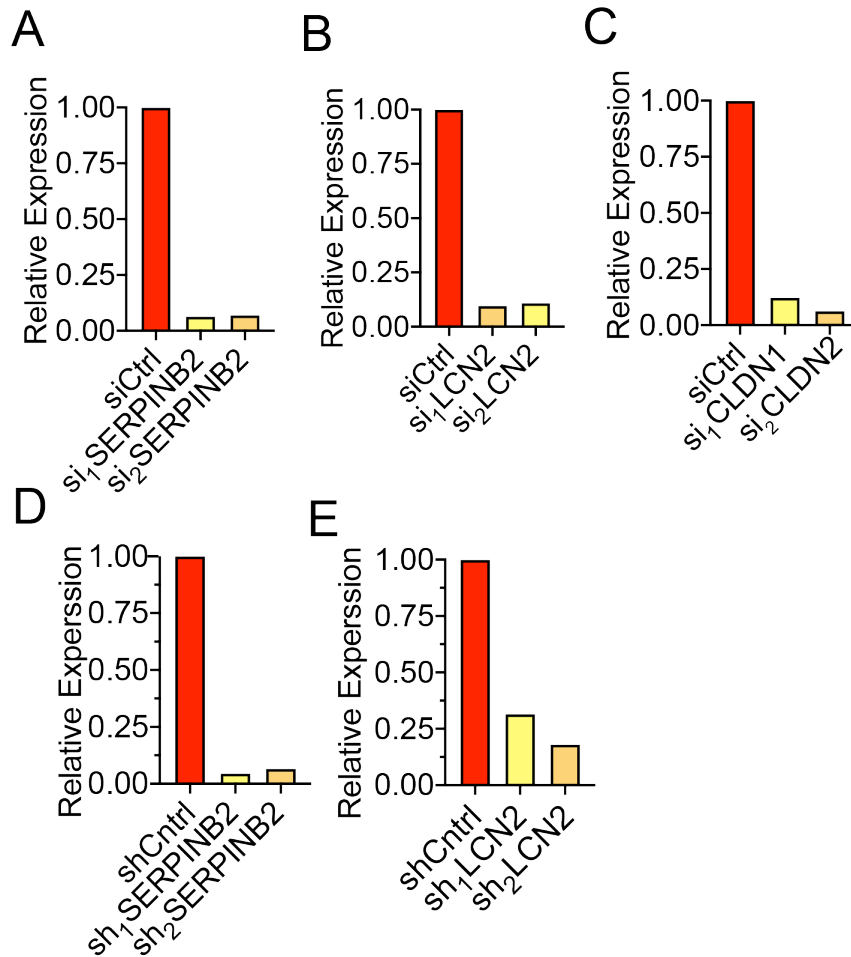 A
Relative Expression
1.00
0.75
0.50
0.25
0.00
siCtrl
si₁SERPINB2
si₂SERPINB2
B
Relative Expression
1.00
0.75
0.50
0.25
0.00
siCtrl
si₁LCN2
si₂LCN2
C
Relative Expression
1.00
0.75
0.50
0.25
0.00
siCtrl
si₁CLDN1
si₂CLDN2
D
Relative Experssion
1.00
0.75
0.50
0.25
0.00
shCntrl
sh₁SERPINB2
sh₂SERPINB2
E
Relative Experssion
1.00
0.75
0.50
0.25
0.00
shCntrl
sh₁LCN2
sh₂LCN2